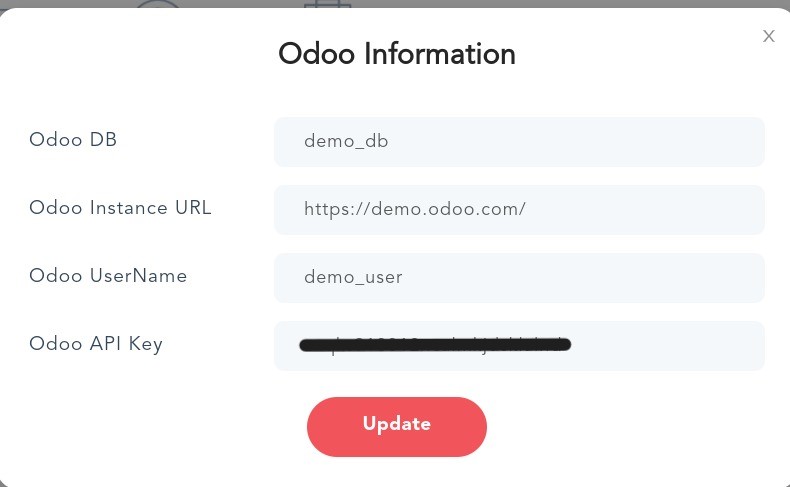 X
Odoo Information
Odoo DB
demo_db
Odoo Instance URL
https://demo.odoo.com/
Odoo UserName
demo_user
Odoo API Key
Update